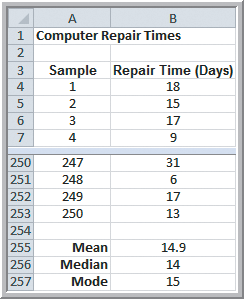 A B
1 Computer Repair Times
2
3 Sample Repair Time (Days)
4 1 18
5 2 15
6 3 17
7 4 9
250 247 31
251 248 6
252 249 17
253 250 13
254
255 Mean 14.9
256 Median 14
257 Mode 15